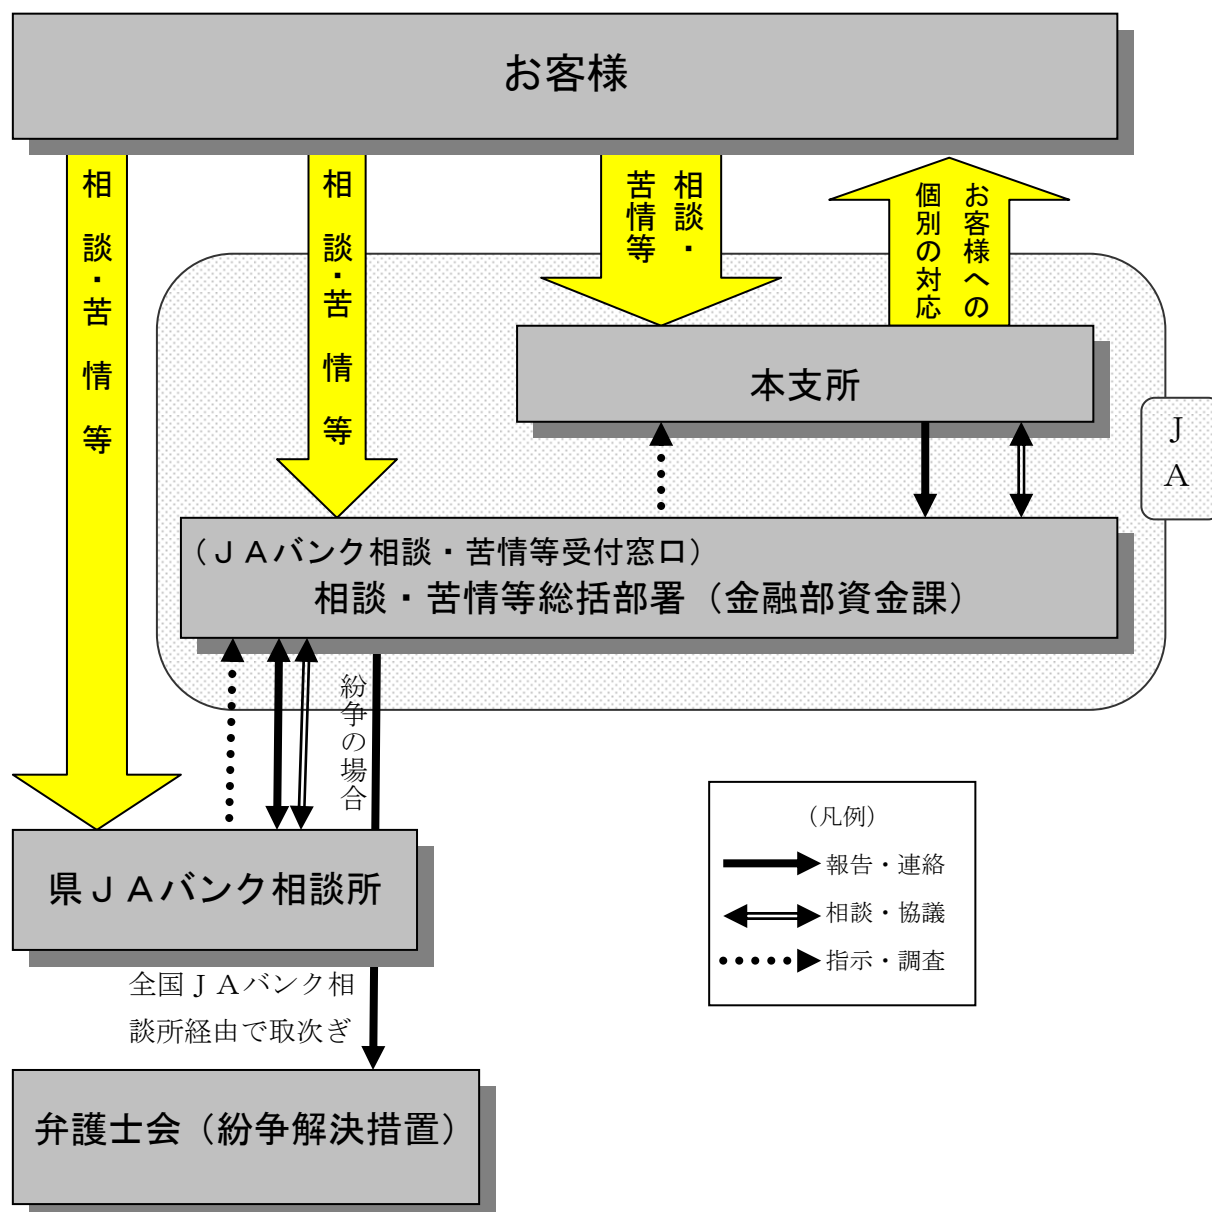 お客様
相談・苦情等
相談・苦情等
相談・
苦情等
お客様への
個別の対応
本支所
ＪＡ
（ＪＡバンク相談・苦情等受付窓口）
相談・苦情等総括部署（金融部資金課）
紛争の場合
県ＪＡバンク相談所
（凡例）
報告・連絡
相談・協議
指示・調査
全国ＪＡバンク相
談所経由で取次ぎ
弁護士会（紛争解決措置）